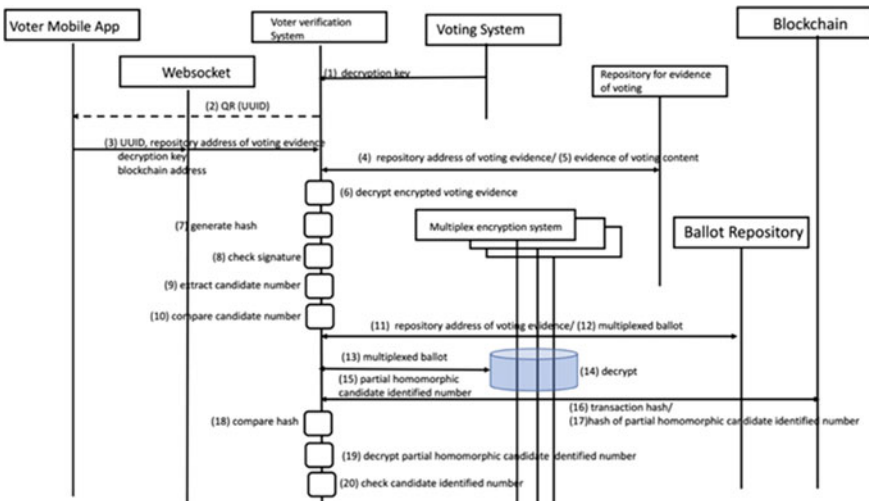 Voter Mobile App
Voter verification
System
Voting System
Blockchain
Websocket
Repository for evidence
of voting
(1) decryption key
(2) QR (UUID)
(3) UUID, repository address of voting evidence
decryption key
blockchain address
(4) repository address of voting evidence/ (5) evidence of voting content
(6) decrypt encrypted voting evidence
(7) generate hash
Multiplex encryption system
Ballot Repository
(8) check signature
(9) extract candidate number
(10) compare candidate number
(11) repository address of voting evidence/ (12) multiplexed ballot
(13) multiplexed ballot
(14) decrypt
(15) partial homomorphic
candidate identified number
(16) transaction hash/
(17)hash of partial homomorphic candidate identified number
(18) compare hash
(19) decrypt partial homomorphic candidate identified number
(20) check candidate identified number